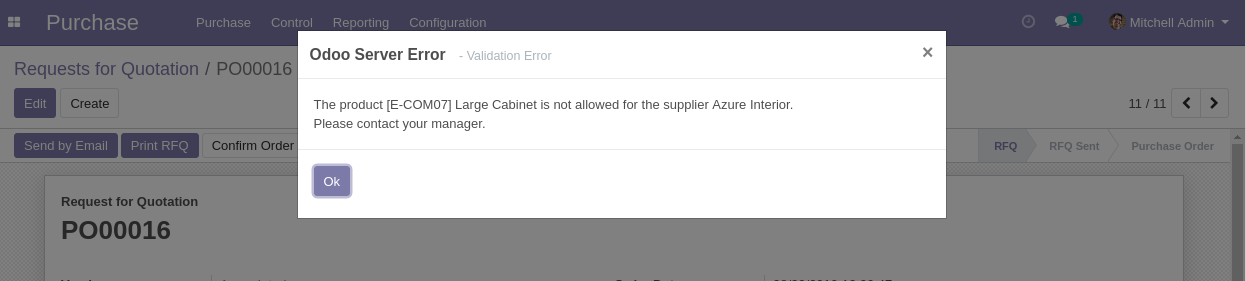 Purchase
Purchase Control Reporting Configuration
1
Mitchell Admin
Odoo Server Error - Validation Error ×
Requests for Quotation / PO00016
The product [E-COM07] Large Cabinet is not allowed for the supplier Azure Interior.
Please contact your manager.
Edit Create
11 / 11
Send by Email Print RFQ Confirm Order
RFQ RFQ Sent Purchase Order
Ok
Request for Quotation
PO00016